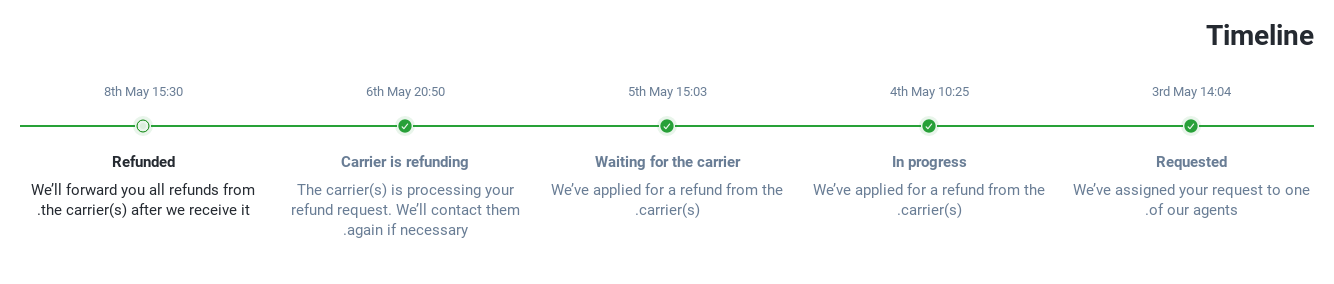 Timeline
3rd May 14:04
Requested
We’ve assigned your request to one
.of our agents
4th May 10:25
In progress
We’ve applied for a refund from the
.carrier(s)
5th May 15:03
Waiting for the carrier
We’ve applied for a refund from the
.carrier(s)
6th May 20:50
Carrier is refunding
The carrier(s) is processing your
refund request. We’ll contact them
.again if necessary
8th May 15:30
Refunded
We’ll forward you all refunds from
.the carrier(s) after we receive it